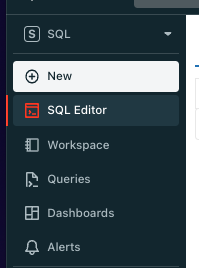 S SQL
New
SQL Editor
Workspace
Queries
Dashboards
Alerts